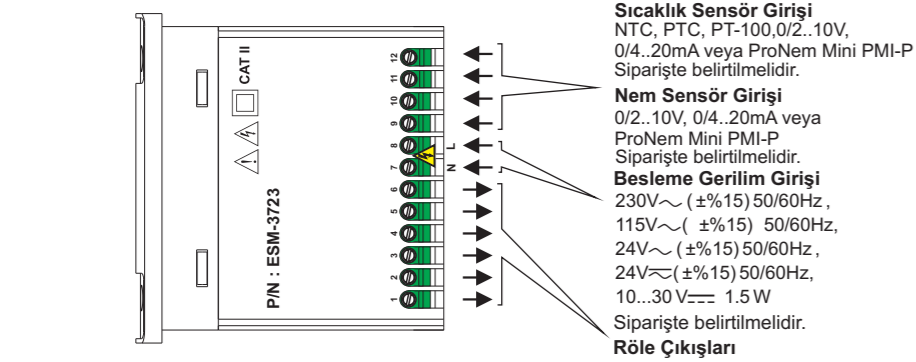 Sıcaklık Sensör Girişi
NTC, PTC, PT-100,0/2..10V,
0/4..20mA veya ProNem Mini PMI-P
Siparişte belirtilmelidir.
Nem Sensör Girişi
0/2..10V, 0/4..20mA veya
ProNem Mini PMI-P
Siparişte belirtilmelidir.
Besleme Gerilim Girişi
230V∼ (±%15) 50/60Hz ,
115V∼( ±%15) 50/60Hz,
24V∼ (±%15) 50/60Hz ,
24V⏦(±%15) 50/60Hz,
10...30 V⎓ 1.5 W
Siparişte belirtilmelidir.
Röle Çıkışları
CAT II
P/N : ESM-3723
12
11
10
9
8
7
6
5
4
3
2
1
L
N